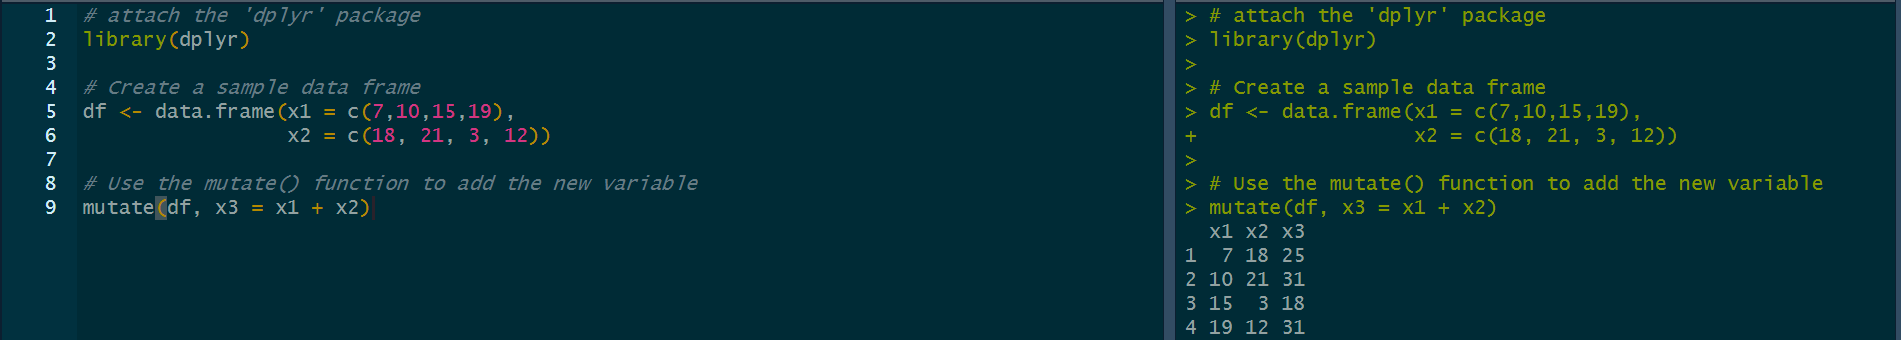 1 # attach the 'dplyr' package
2 library(dplyr)
3
4 # Create a sample data frame
5 df <- data.frame(x1 = c(7,10,15,19),
6                  x2 = c(18, 21, 3, 12))
7
8 # Use the mutate() function to add the new variable
9 mutate(df, x3 = x1 + x2)
> # attach the 'dplyr' package
> library(dplyr)
>
> # Create a sample data frame
> df <- data.frame(x1 = c(7,10,15,19),
+                  x2 = c(18, 21, 3, 12))
>
> # Use the mutate() function to add the new variable
> mutate(df, x3 = x1 + x2)
  x1 x2 x3
1  7 18 25
2 10 21 31
3 15  3 18
4 19 12 31